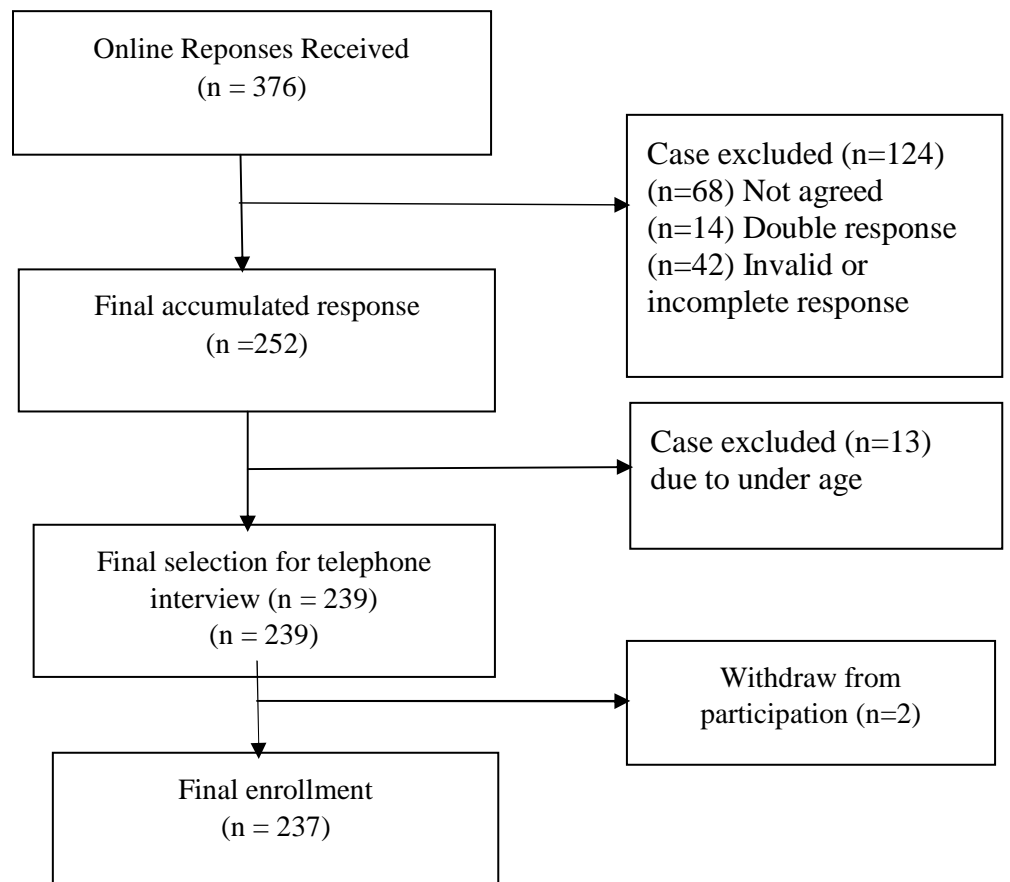 Online Reponses Received
(n = 376)
Case excluded (n=124)
(n=68) Not agreed
(n=14) Double response
(n=42) Invalid or
incomplete response
Final accumulated response
(n =252)
Case excluded (n=13)
due to under age
Final selection for telephone
interview (n = 239)
(n = 239)
Withdraw from
participation (n=2)
Final enrollment
(n = 237)